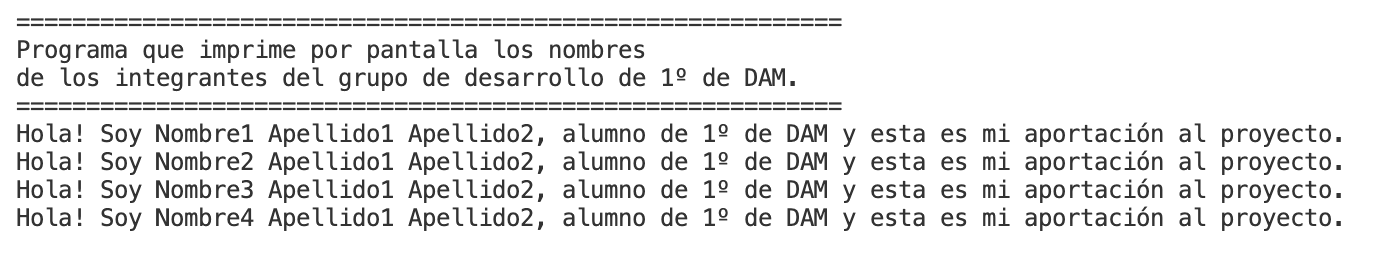 ===========================================================
Programa que imprime por pantalla los nombres
de los integrantes del grupo de desarrollo de 1º de DAM.
===========================================================
Hola! Soy Nombre1 Apellido1 Apellido2, alumno de 1º de DAM y esta es mi aportación al proyecto.
Hola! Soy Nombre2 Apellido1 Apellido2, alumno de 1º de DAM y esta es mi aportación al proyecto.
Hola! Soy Nombre3 Apellido1 Apellido2, alumno de 1º de DAM y esta es mi aportación al proyecto.
Hola! Soy Nombre4 Apellido1 Apellido2, alumno de 1º de DAM y esta es mi aportación al proyecto.